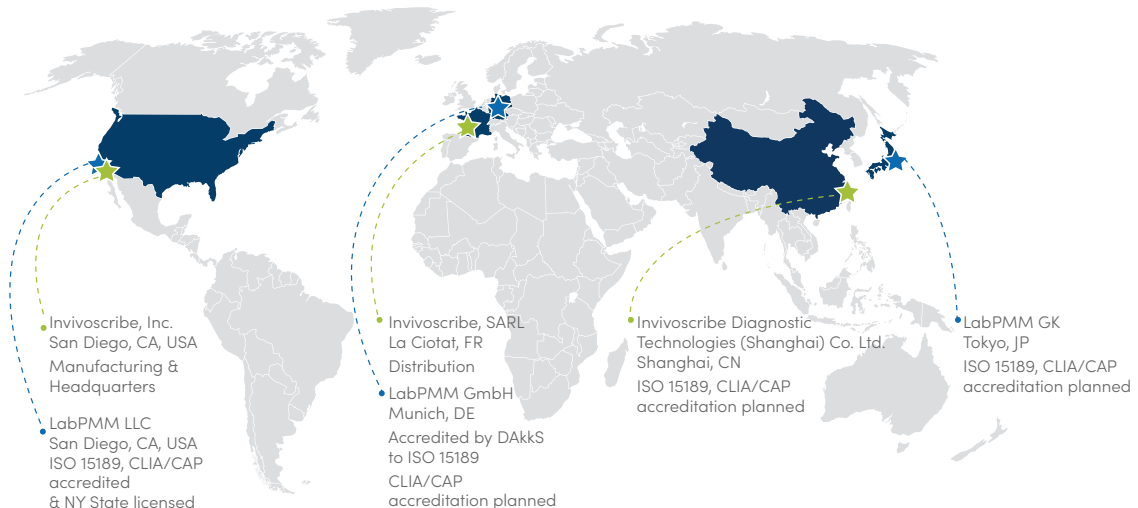 Invivoscribe, Inc.
San Diego, CA, USA
Manufacturing &
Headquarters
LabPMM LLC
San Diego, CA, USA
ISO 15189, CLIA/CAP
accredited
& NY State licensed
Invivoscribe, SARL
La Ciotat, FR
Distribution
LabPMM GmbH
Munich, DE
Accredited by DAkkS
to ISO 15189
CLIA/CAP
accreditation planned
Invivoscribe Diagnostic
Technologies (Shanghai) Co. Ltd.
Shanghai, CN
ISO 15189, CLIA/CAP
accreditation planned
LabPMM GK
Tokyo, JP
ISO 15189, CLIA/CAP
accreditation planned